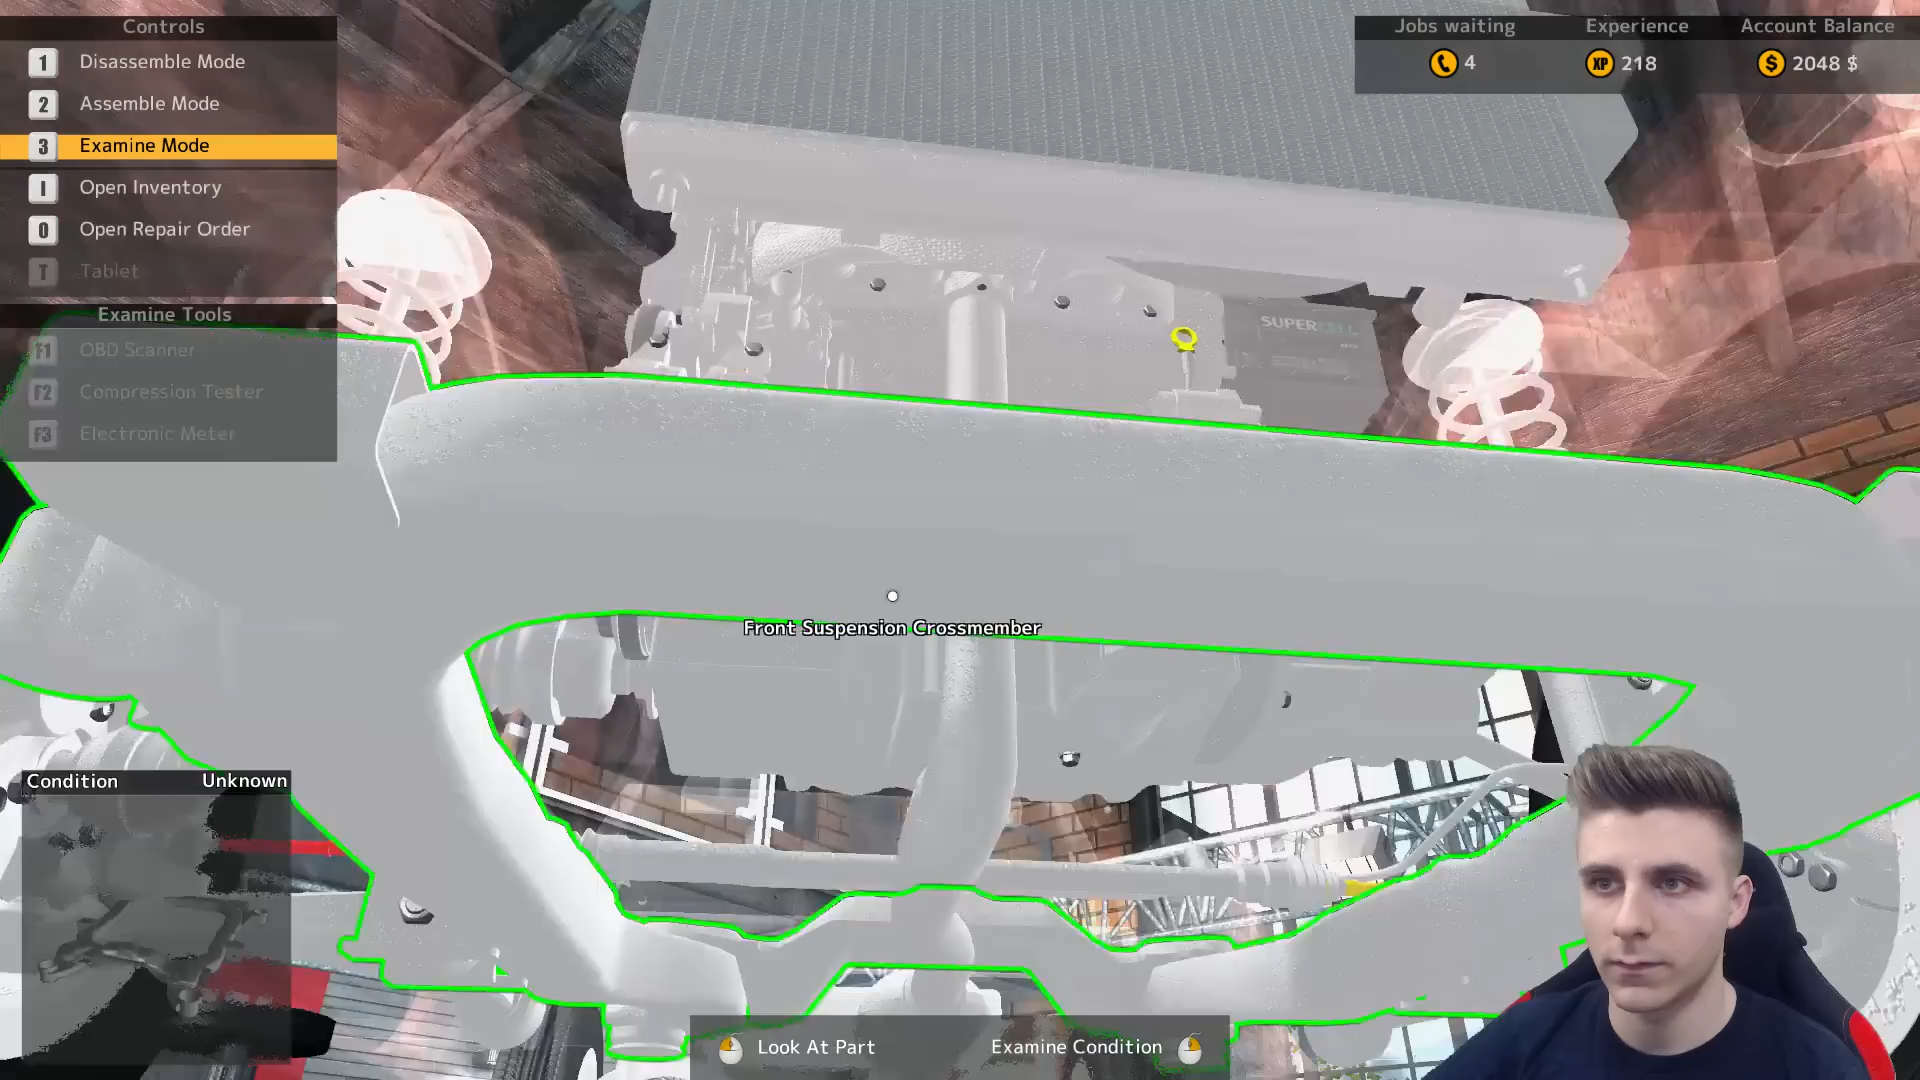 Controls
1 Disassemble Mode
2 Assemble Mode
3 Examine Mode
I Open Inventory
O Open Repair Order
T Tablet
Examine Tools
F1 OBD Scanner
F2 Compression Tester
F3 Electronic Meter
Jobs waiting Experience Account Balance
4 XP 218 $ 2048 $
SUPERCELL
Front Suspension Crossmember
Condition Unknown
Look At Part Examine Condition